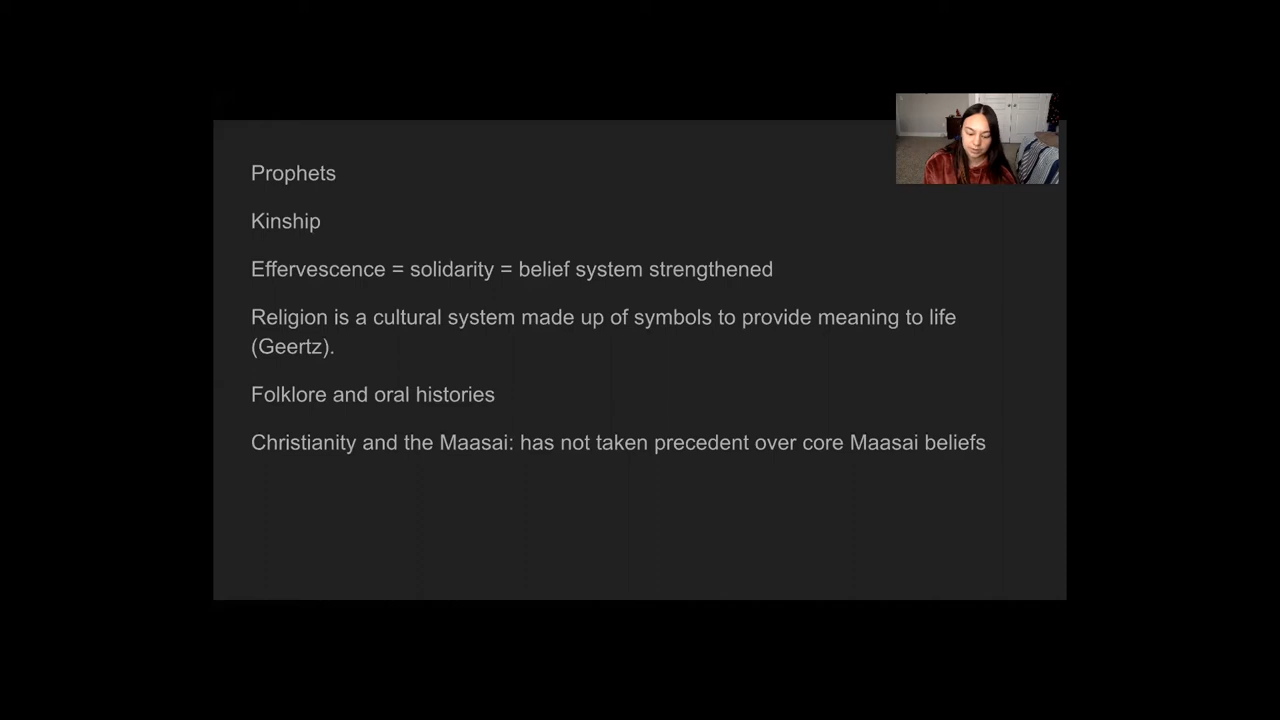 Prophets
Kinship
Effervescence = solidarity = belief system strengthened
Religion is a cultural system made up of symbols to provide meaning to life
(Geertz).
Folklore and oral histories
Christianity and the Maasai: has not taken precedent over core Maasai beliefs